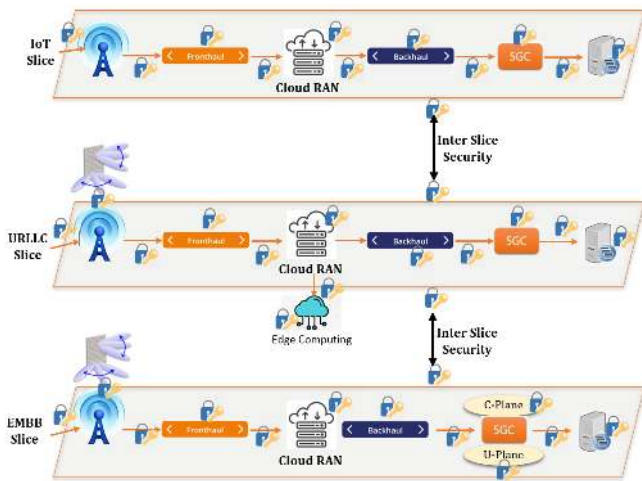 IoT
Slice
Fronthaul
Cloud RAN
Backhaul
5GC
Inter Slice
Security
URLLC
Slice
Fronthaul
Cloud RAN
Backhaul
5GC
Edge Computing
Inter Slice
Security
EMBB
Slice
Fronthaul
Cloud RAN
Backhaul
C-Plane
5GC
U-Plane